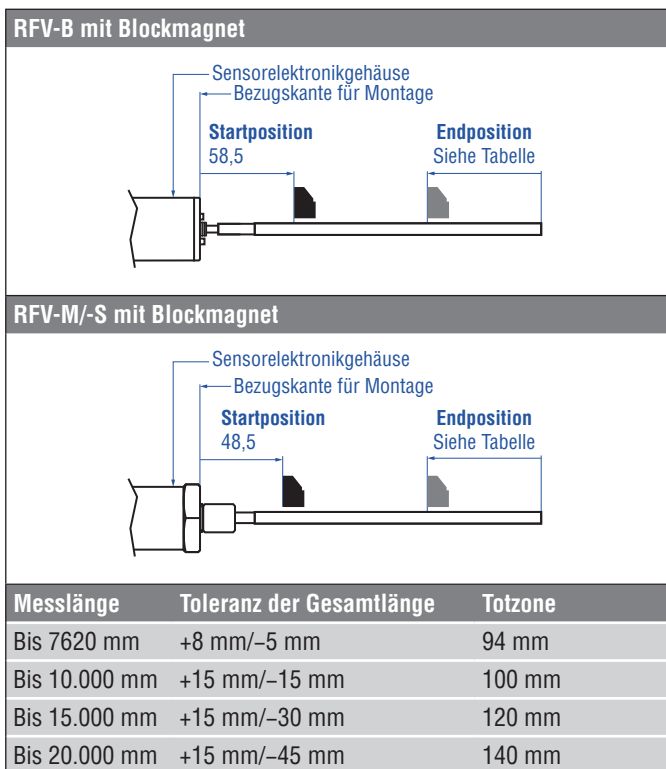 RFV-B mit Blockmagnet
Sensorelektronikgehäuse
Bezugskante für Montage
Startposition
58,5
Endposition
Siehe Tabelle
RFV-M/-S mit Blockmagnet
Sensorelektronikgehäuse
Bezugskante für Montage
Startposition
48,5
Endposition
Siehe Tabelle
Messlänge Toleranz der Gesamtlänge Totzone
Bis 7620 mm +8 mm/−5 mm 94 mm
Bis 10.000 mm +15 mm/−15 mm 100 mm
Bis 15.000 mm +15 mm/−30 mm 120 mm
Bis 20.000 mm +15 mm/−45 mm 140 mm